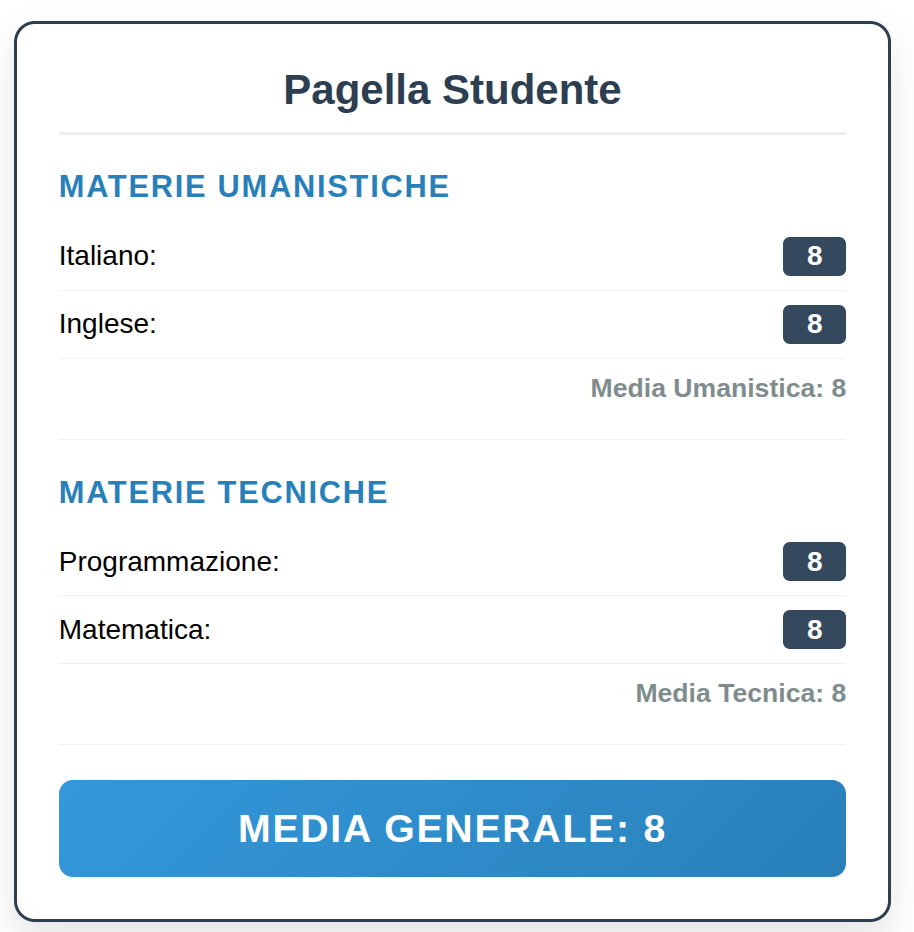 Pagella Studente
MATERIE UMANISTICHE
Italiano: 8
Inglese: 8
Media Umanistica: 8
MATERIE TECNICHE
Programmazione: 8
Matematica: 8
Media Tecnica: 8
MEDIA GENERALE: 8